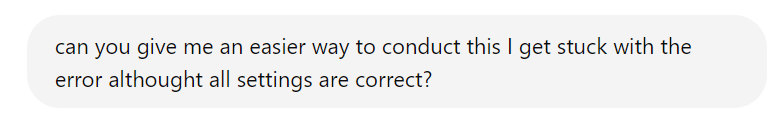 can you give me an easier way to conduct this I get stuck with the
error althought all settings are correct?